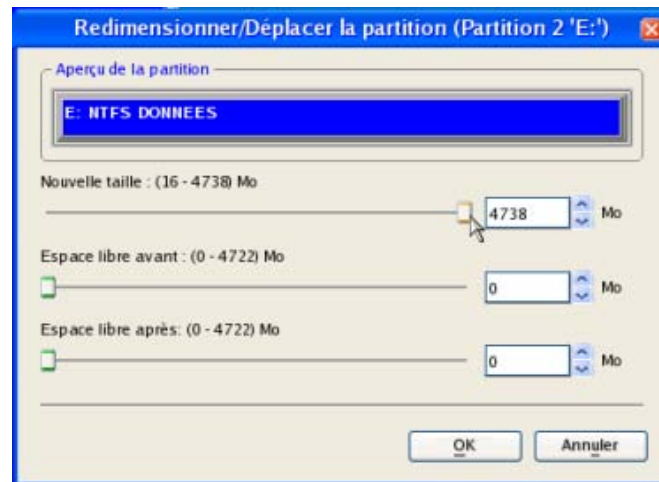 Redimensionner/Déplacer la partition (Partition 2 'E:')
Aperçu de la partition
E: NTFS DONNEES
Nouvelle taille : (16 - 4738) Mo
4738 Mo
Espace libre avant : (0 - 4722) Mo
0 Mo
Espace libre après: (0 - 4722) Mo
0 Mo
OK Annuler